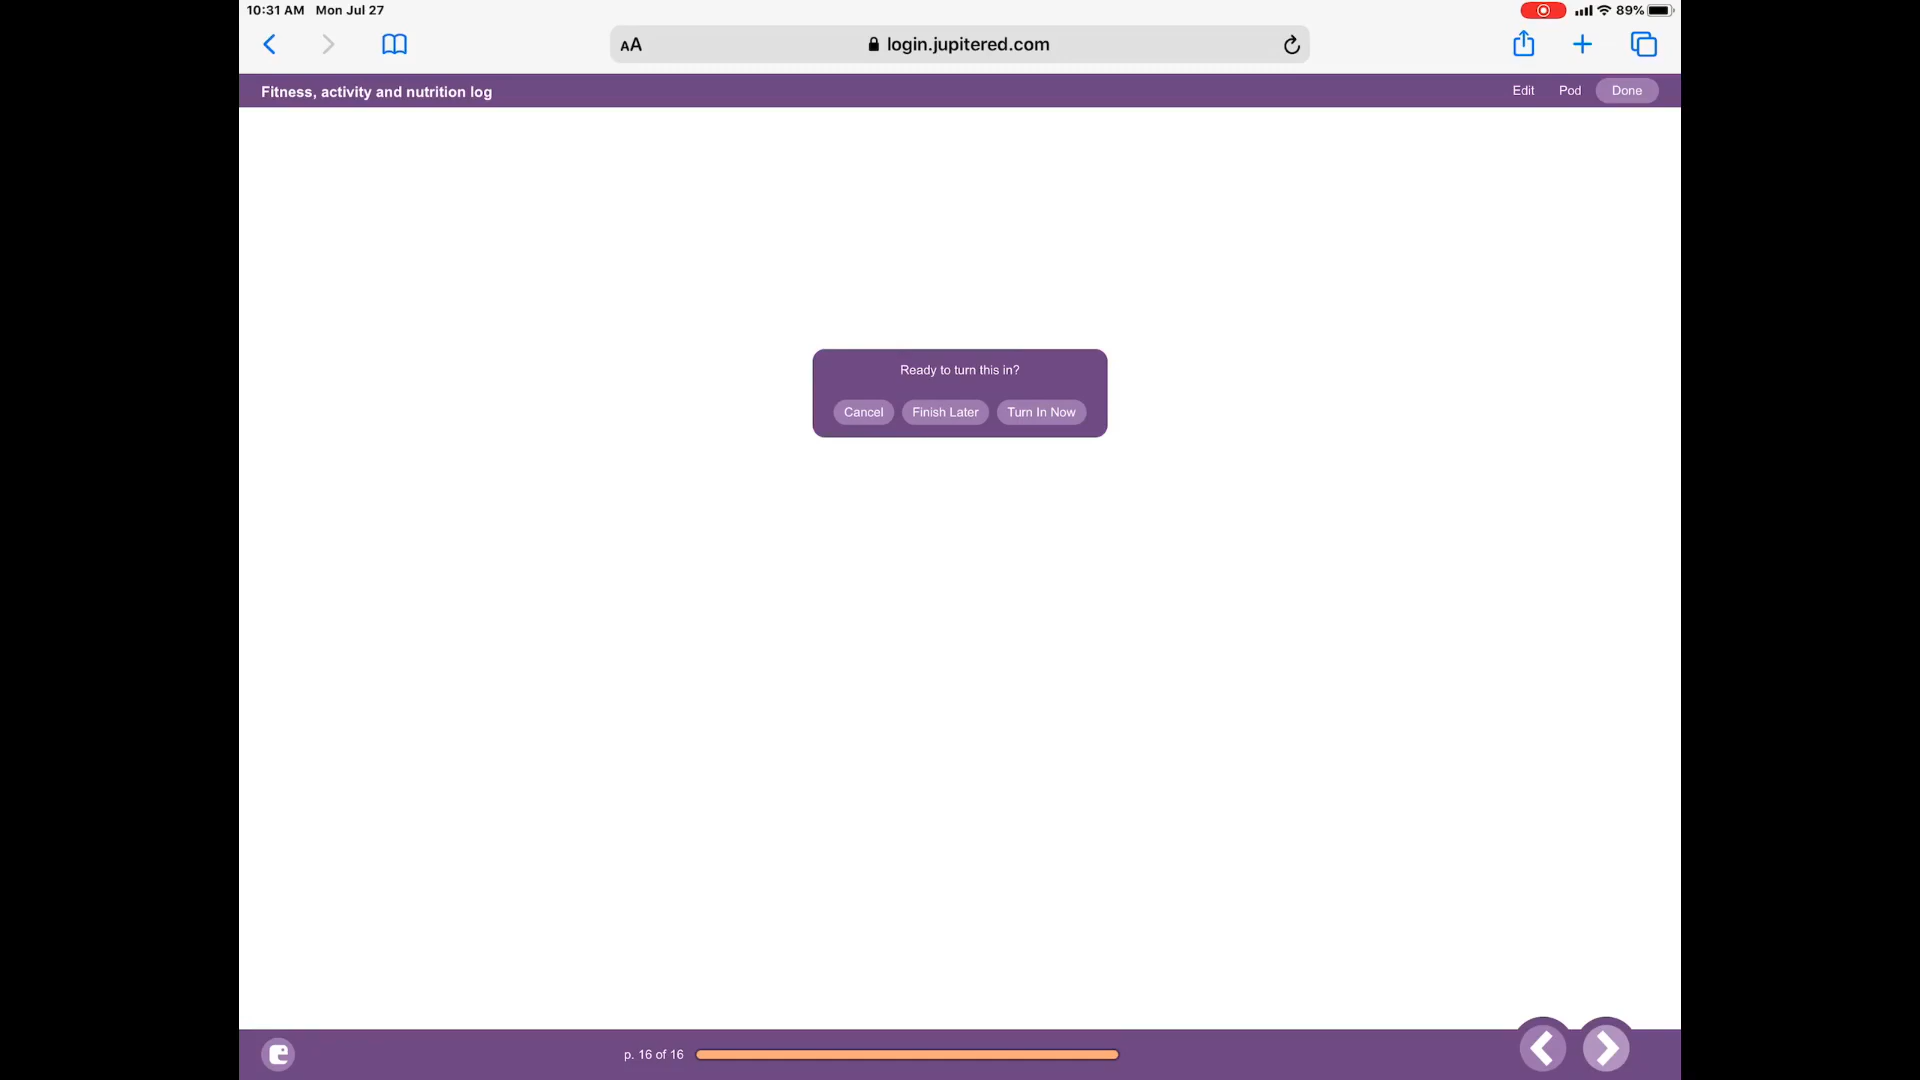 10:31 AM Mon Jul 27
89%
AA
login.jupitered.com
Fitness, activity and nutrition log
Edit Pod Done
Ready to turn this in?
Cancel Finish Later Turn In Now
p. 16 of 16